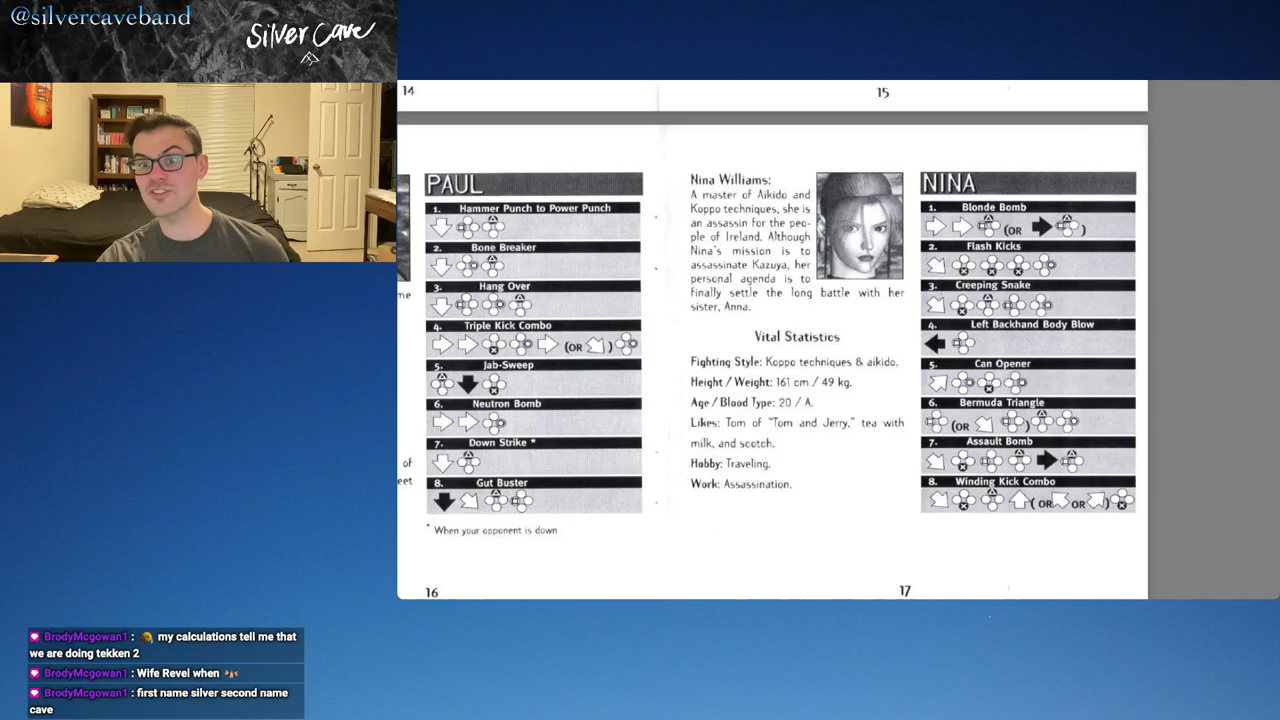 @silvercaveband
Silver Cave
14
15
me
of
eet
PAUL
1. Hammer Punch to Power Punch
2. Bone Breaker
3. Hang Over
4. Triple Kick Combo
(OR )
5. Jab-Sweep
6. Neutron Bomb
7. Down Strike *
8. Gut Buster
* When your opponent is down
16
Nina Williams:
A master of Aikido and
Koppo techniques, she is
an assassin for the peo-
ple of Ireland. Although
Nina's mission is to
assassinate Kazuya, her
personal agenda is to
finally settle the long battle with her
sister, Anna.
Vital Statistics
Fighting Style: Koppo techniques & aikido.
Height / Weight: 161 cm / 49 kg.
Age / Blood Type: 20 / A.
Likes: Tom of "Tom and Jerry," tea with
milk, and scotch.
Hobby: Traveling.
Work: Assassination.
NINA
1. Blonde Bomb
(OR )
2. Flash Kicks
3. Creeping Snake
4. Left Backhand Body Blow
5. Can Opener
6. Bermuda Triangle
(OR )
7. Assault Bomb
8. Winding Kick Combo
( OR OR )
17
BrodyMcgowan1 : my calculations tell me that
we are doing tekken 2
BrodyMcgowan1 : Wife Revel when
BrodyMcgowan1 : first name silver second name
cave